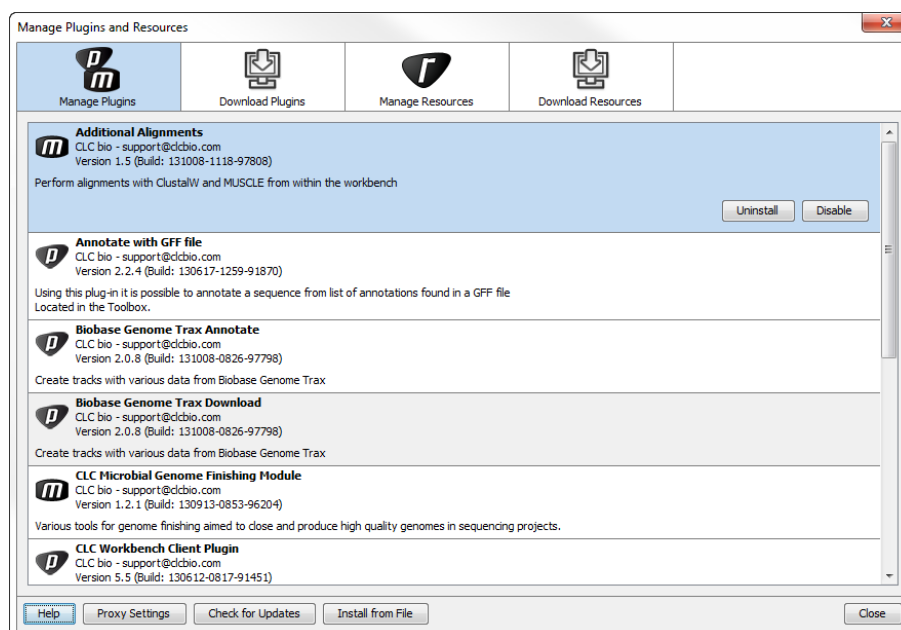 Manage Plugins and Resources
x
p
m
r
Manage Plugins
Download Plugins
Manage Resources
Download Resources
m
Additional Alignments
CLC bio - support@clcbio.com
Version 1.5 (Build: 131008-1118-97808)
Perform alignments with ClustalW and MUSCLE from within the workbench
Uninstall
Disable
p
Annotate with GFF file
CLC bio - support@clcbio.com
Version 2.2.4 (Build: 130617-1259-91870)
Using this plug-in it is possible to annotate a sequence from list of annotations found in a GFF file
Located in the Toolbox.
p
Biobase Genome Trax Annotate
CLC bio - support@clcbio.com
Version 2.0.8 (Build: 131008-0826-97798)
Create tracks with various data from Biobase Genome Trax
p
Biobase Genome Trax Download
CLC bio - support@clcbio.com
Version 2.0.8 (Build: 131008-0826-97798)
Create tracks with various data from Biobase Genome Trax
m
CLC Microbial Genome Finishing Module
CLC bio - support@clcbio.com
Version 1.2.1 (Build: 130913-0853-96204)
Various tools for genome finishing aimed to close and produce high quality genomes in sequencing projects.
p
CLC Workbench Client Plugin
CLC bio - support@clcbio.com
Version 5.5 (Build: 130612-0817-91451)
Help
Proxy Settings
Check for Updates
Install from File
Close